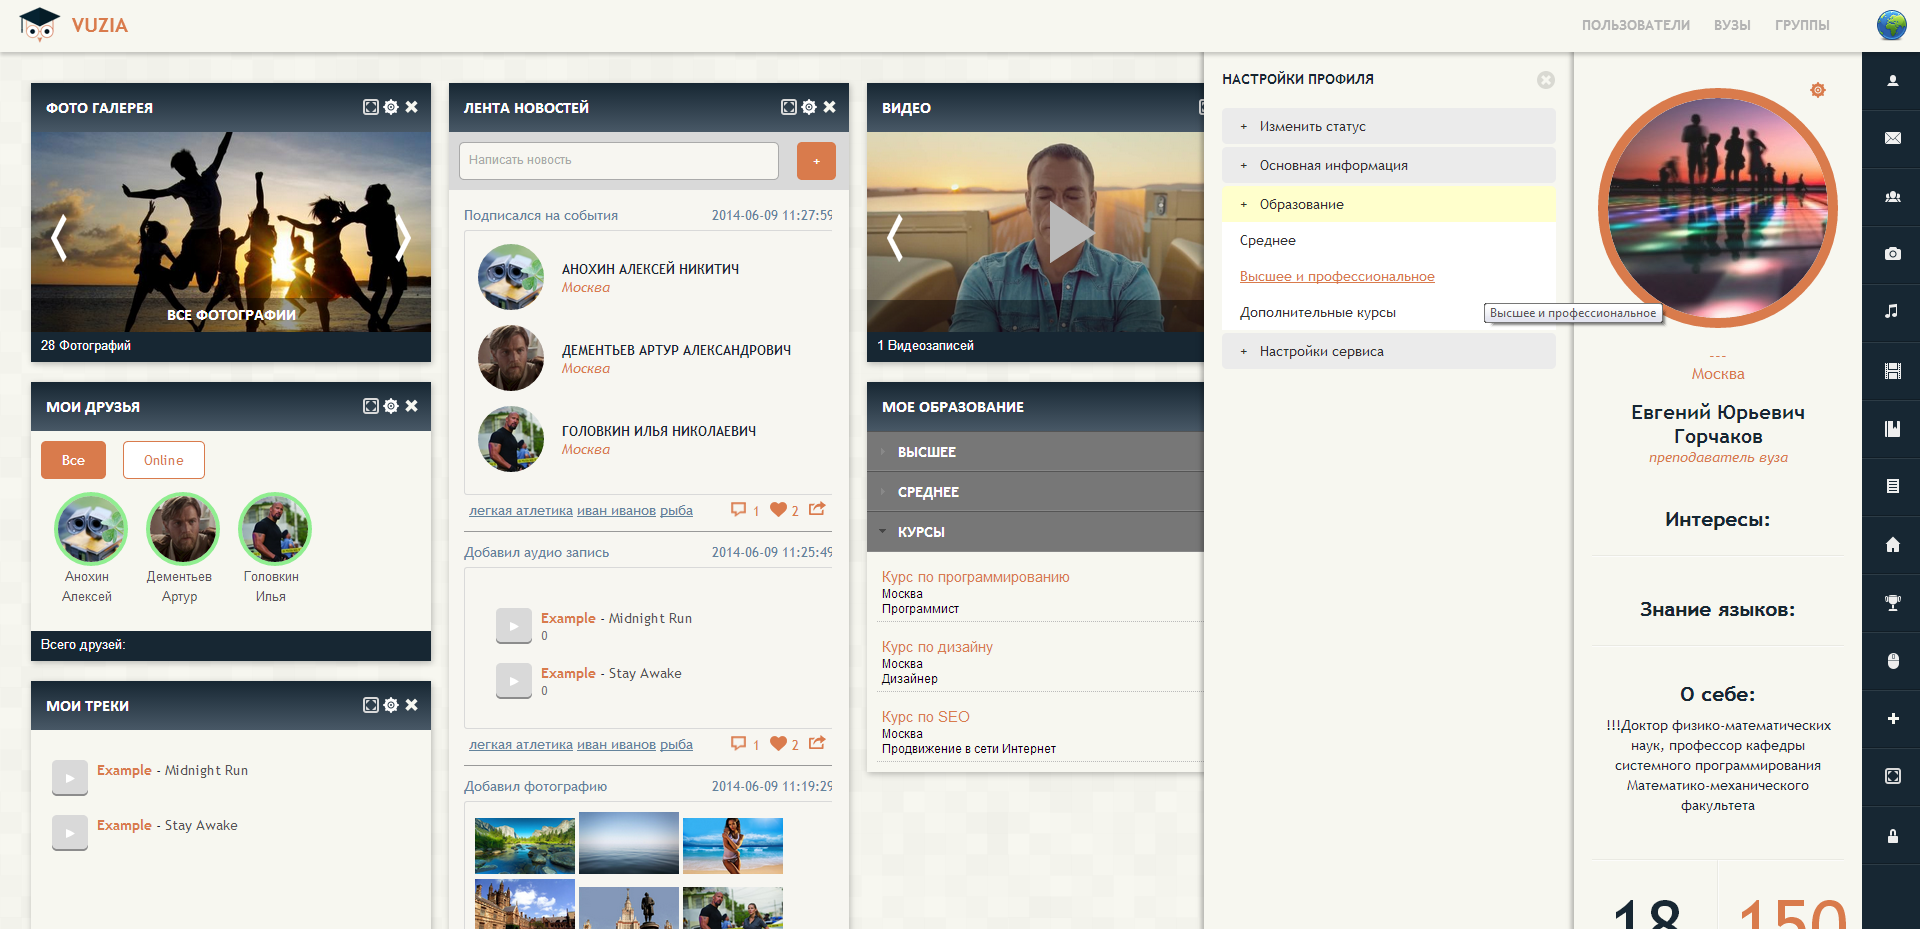 VUZIA
ПОЛЬЗОВАТЕЛИ ВУЗЫ ГРУППЫ
ФОТО ГАЛЕРЕЯ
ВСЕ ФОТОГРАФИИ
28 Фотографий
МОИ ДРУЗЬЯ
Все Online
Анохин Алексей
Дементьев Артур
Головкин Илья
Всего друзей:
МОИ ТРЕКИ
Example - Midnight Run
Example - Stay Awake
ЛЕНТА НОВОСТЕЙ
Написать новость +
Подписался на события 2014-06-09 11:27:59
АНОХИН АЛЕКСЕЙ НИКИТИЧ
Москва
ДЕМЕНТЬЕВ АРТУР АЛЕКСАНДРОВИЧ
Москва
ГОЛОВКИН ИЛЬЯ НИКОЛАЕВИЧ
Москва
легкая атлетика иван иванов рыба 1 2
Добавил аудио запись 2014-06-09 11:25:49
Example - Midnight Run
0
Example - Stay Awake
0
легкая атлетика иван иванов рыба 1 2
Добавил фотографию 2014-06-09 11:19:29
ВИДЕО
1 Видеозаписей
МОЕ ОБРАЗОВАНИЕ
ВЫСШЕЕ
СРЕДНЕЕ
КУРСЫ
Курс по программированию
Москва
Программист
Курс по дизайну
Москва
Дизайнер
Курс по SEO
Москва
Продвижение в сети Интернет
НАСТРОЙКИ ПРОФИЛЯ
+ Изменить статус
+ Основная информация
+ Образование
Среднее
Высшее и профессиональное
Дополнительные курсы
Высшее и профессиональное
+ Настройки сервиса
---
Москва
Евгений Юрьевич
Горчаков
преподаватель вуза
Интересы:
Знание языков:
О себе:
!!!Доктор физико-математических
наук, профессор кафедры
системного программирования
Математико-механического
факультета
18 150